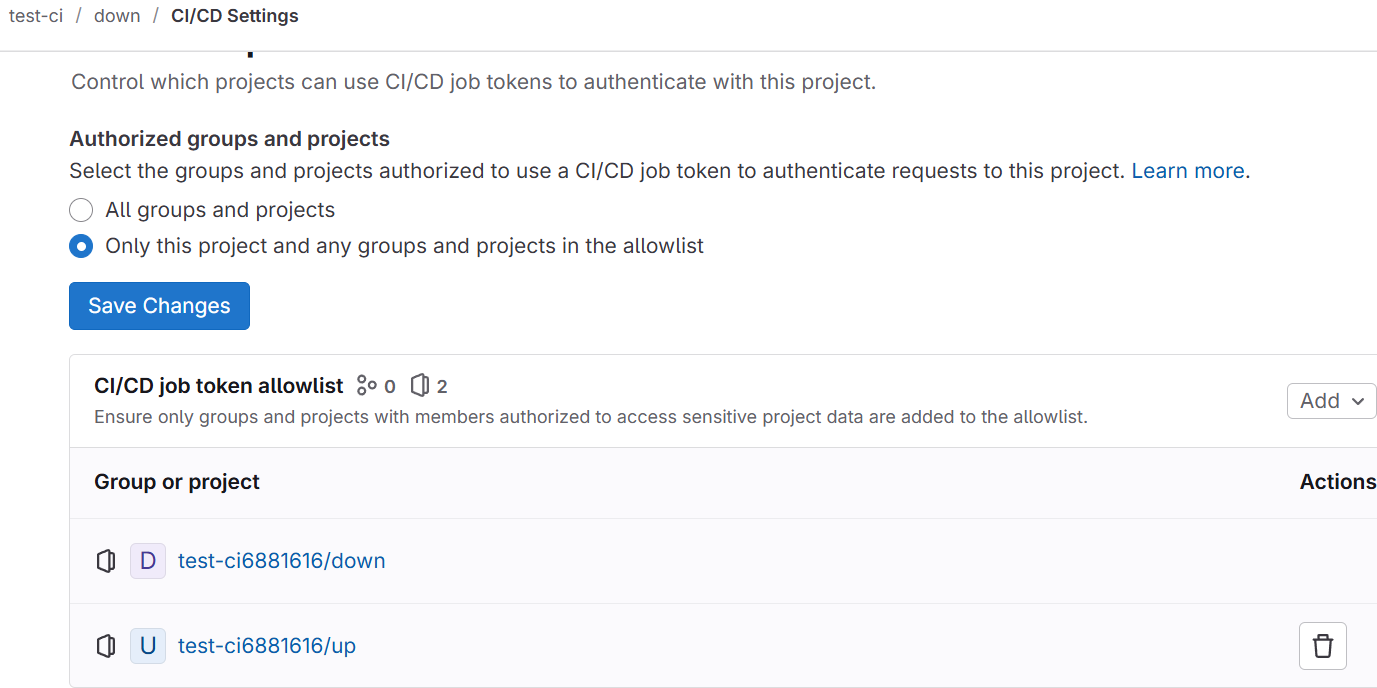 test-ci / down / CI/CD Settings
Control which projects can use CI/CD job tokens to authenticate with this project.
Authorized groups and projects
Select the groups and projects authorized to use a CI/CD job token to authenticate requests to this project. Learn more.
All groups and projects
Only this project and any groups and projects in the allowlist
Save Changes
CI/CD job token allowlist 0 2
Add
Ensure only groups and projects with members authorized to access sensitive project data are added to the allowlist.
Group or project Actions
D test-ci6881616/down
U test-ci6881616/up